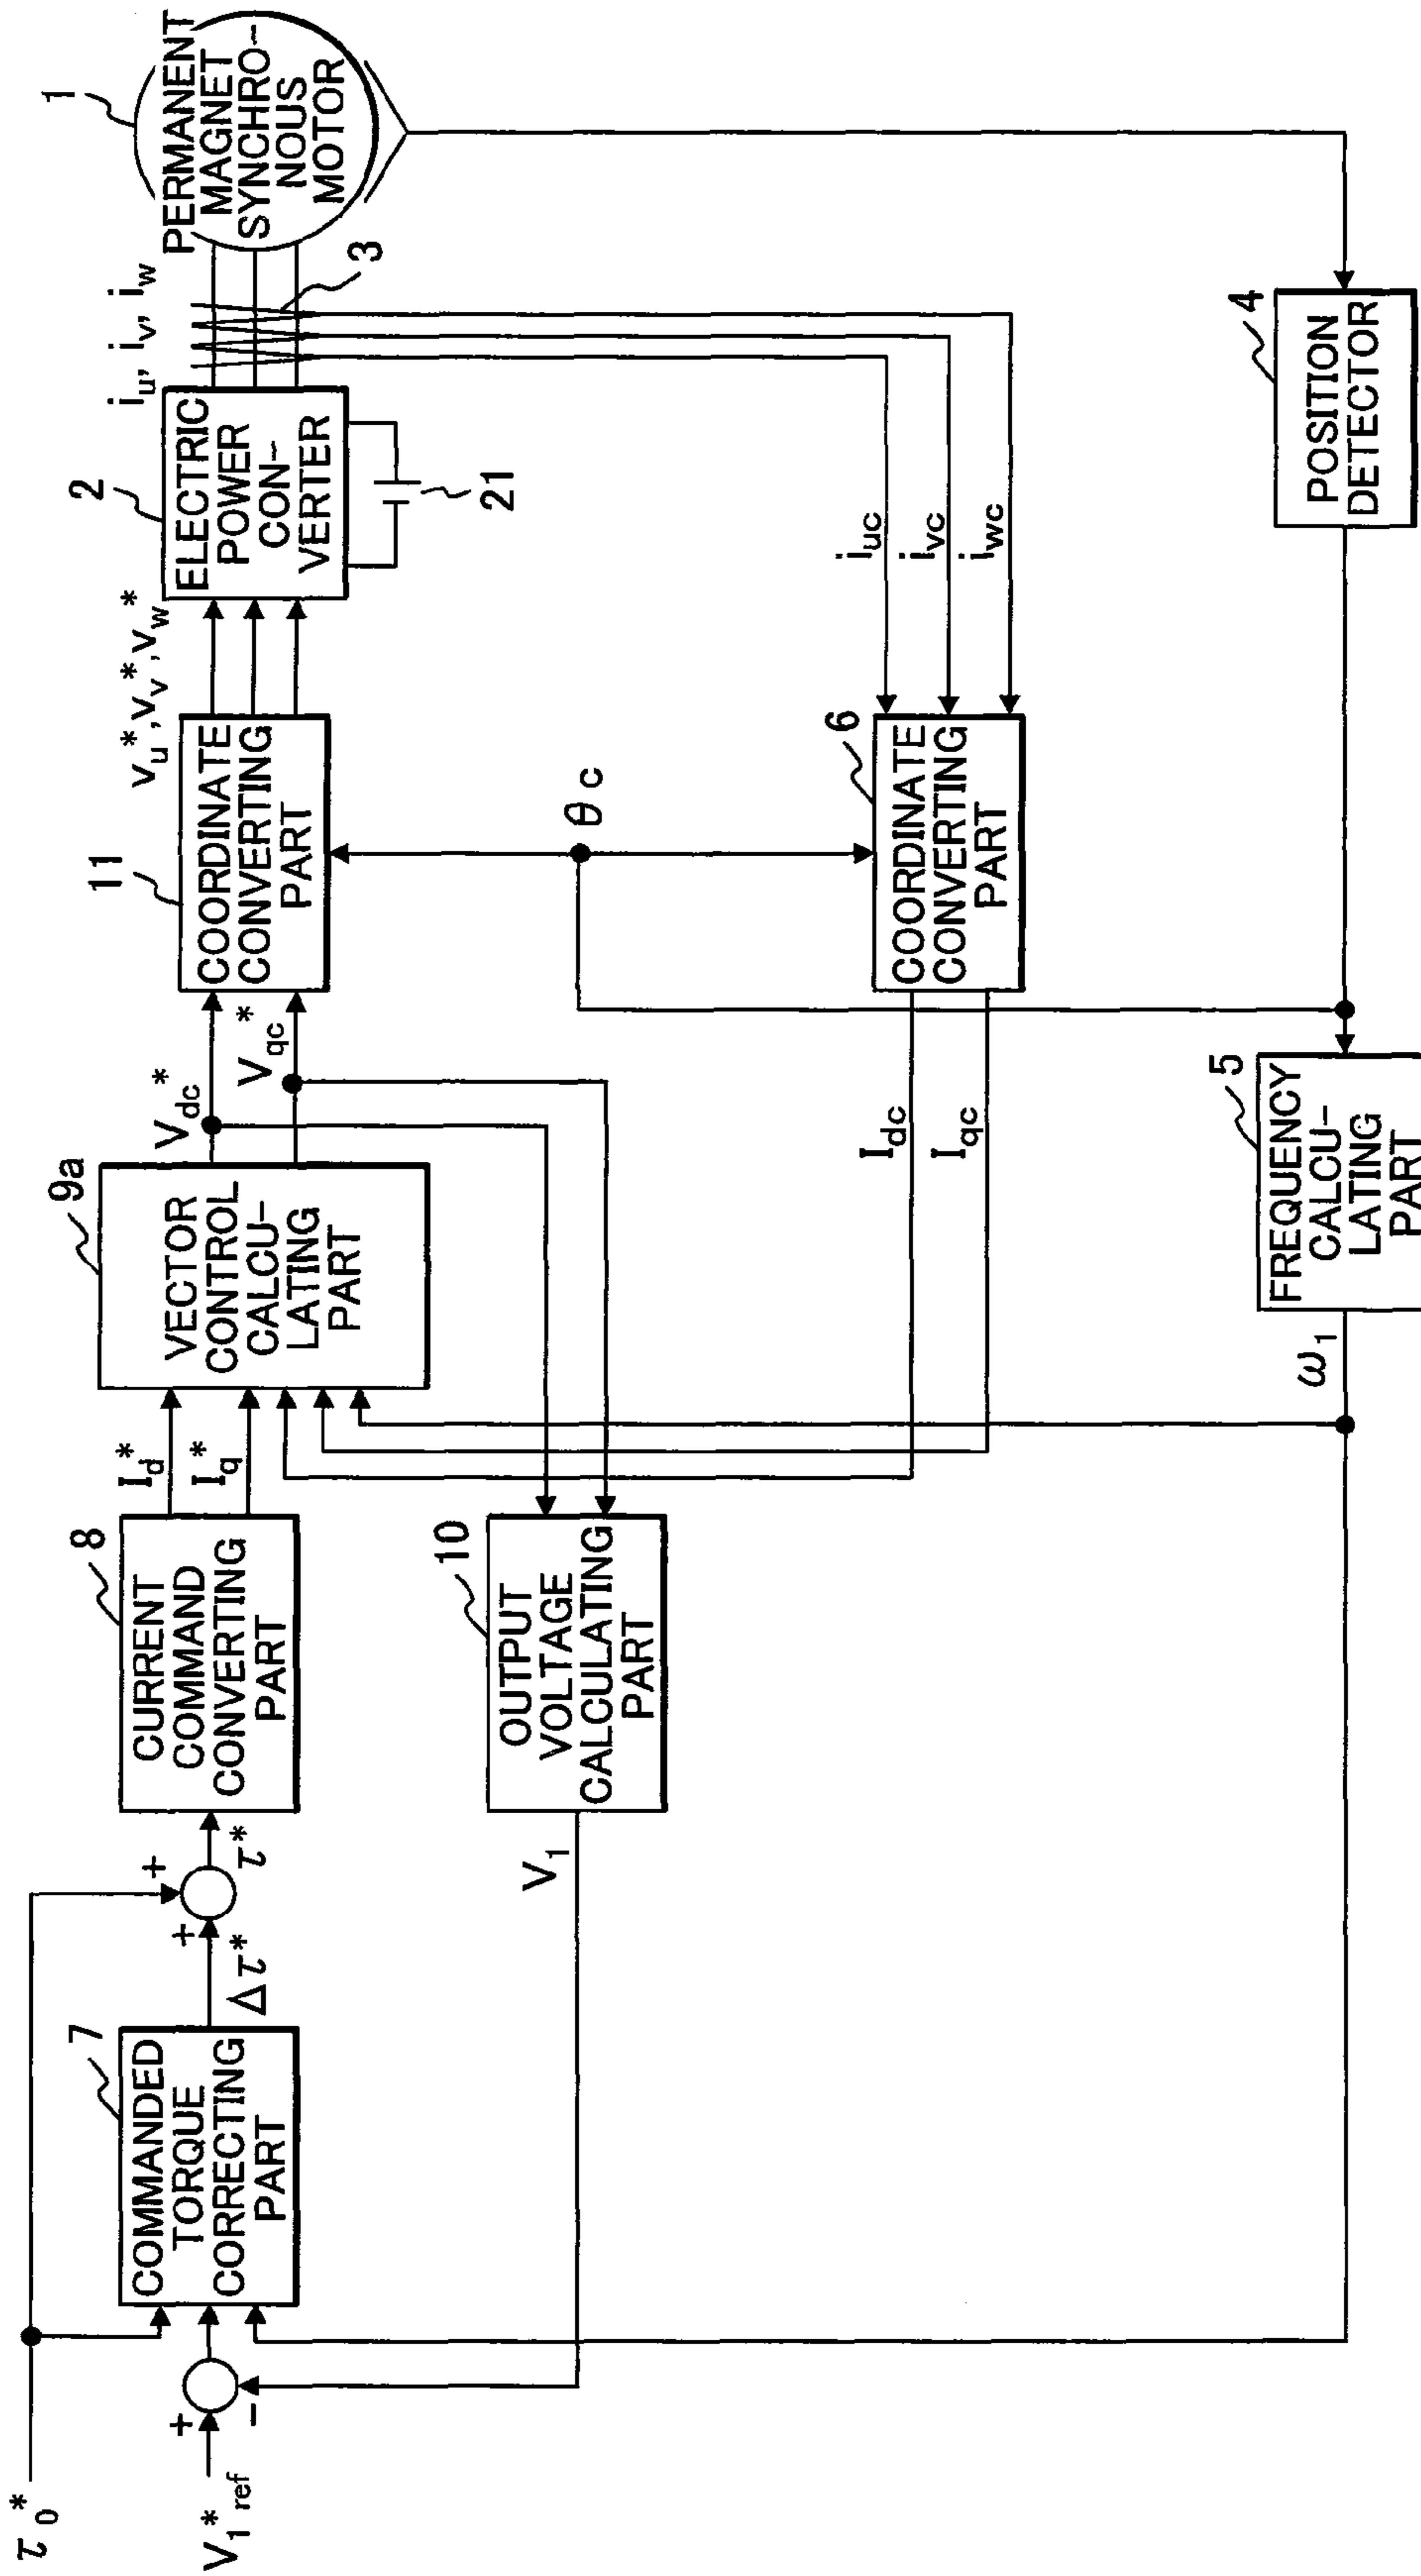 τ0*
V1*ref
+
-
7
COMMANDED
TORQUE
CORRECTING
PART
Δτ*
+
+
τ*
8
CURRENT
COMMAND
CONVERTING
PART
Id*
Iq*
9a
VECTOR
CONTROL
CALCU-
LATING
PART
Vdc*
Vqc*
11
COORDINATE
CONVERTING
PART
vu*, vv*, vw*
2
ELECTRIC
POWER
CON-
VERTER
21
iu, iv, iw
3
1
PERMANENT
MAGNET
SYNCHRO-
NOUS
MOTOR
10
OUTPUT
VOLTAGE
CALCULATING
PART
V1
θc
6
COORDINATE
CONVERTING
PART
iuc
ivc
iwc
Idc
Iqc
4
POSITION
DETECTOR
5
FREQUENCY
CALCU-
LATING
PART
ω1